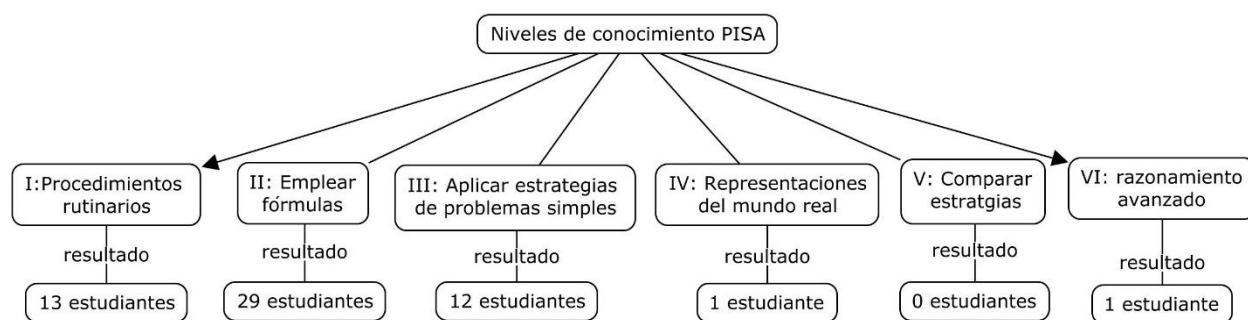 Niveles de conocimiento PISA
I:Procedimientos
rutinarios
II: Emplear
fórmulas
III: Aplicar estrategias
de problemas simples
IV: Representaciones
del mundo real
V: Comparar
estratgias
VI: razonamiento
avanzado
resultado
resultado
resultado
resultado
resultado
resultado
13 estudiantes
29 estudiantes
12 estudiantes
1 estudiante
0 estudiantes
1 estudiante